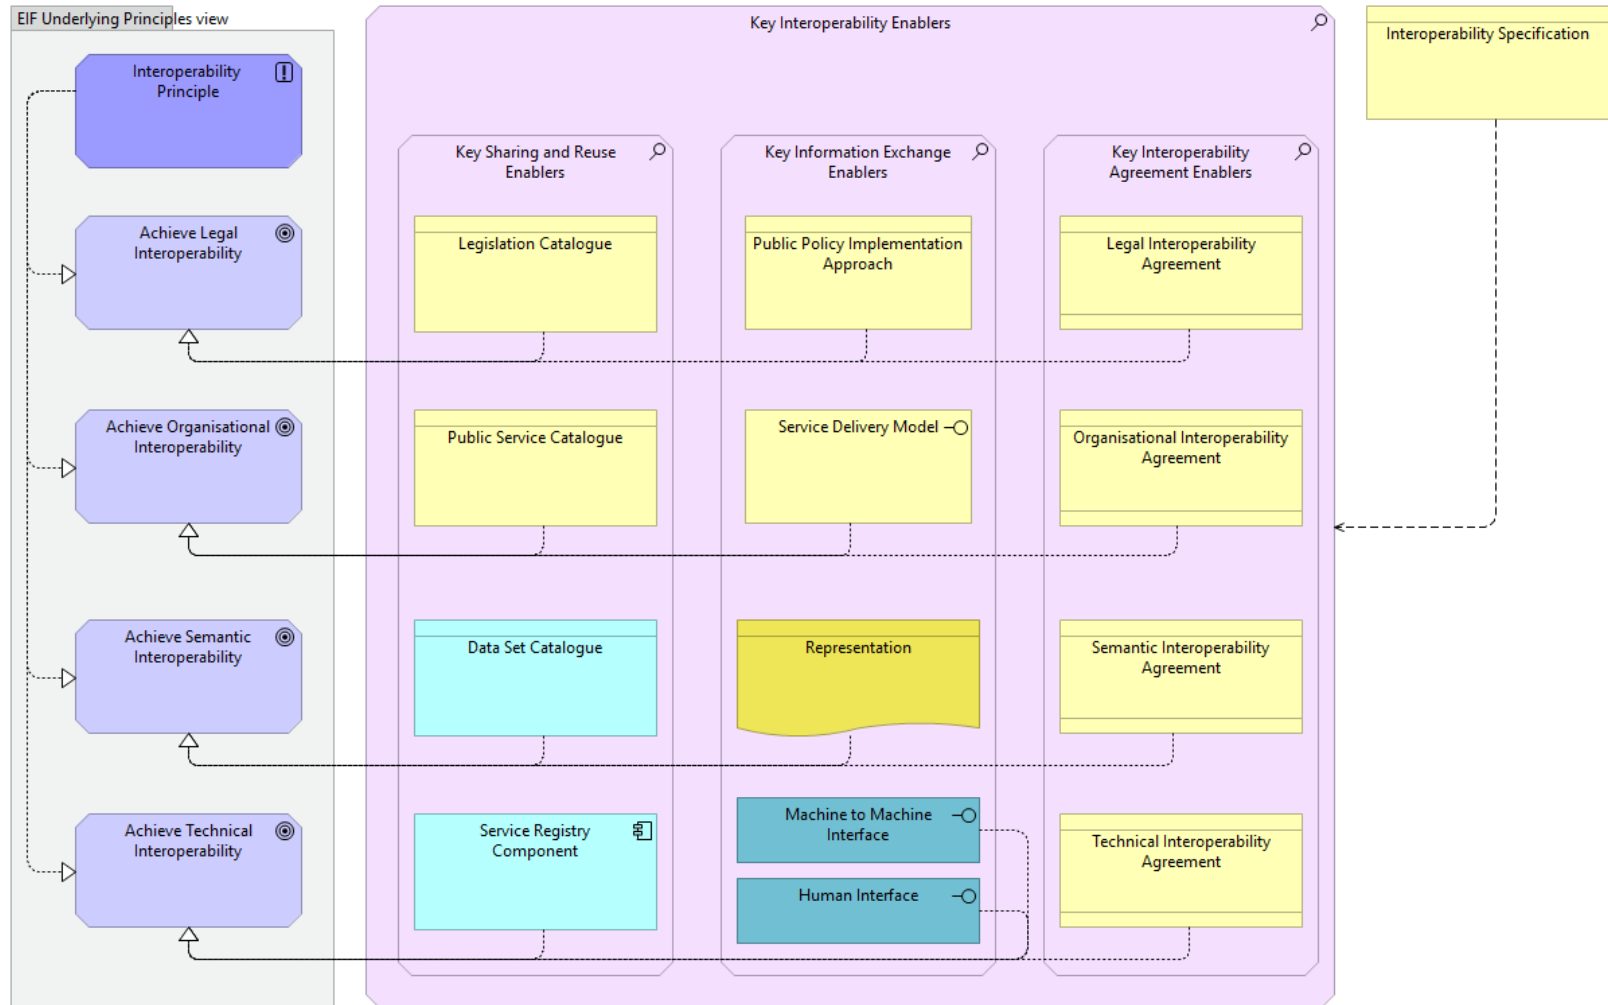 EIF Underlying Principles view
Key Interoperability Enablers
Interoperability Specification
Interoperability
Principle
Key Sharing and Reuse
Enablers
Key Information Exchange
Enablers
Key Interoperability
Agreement Enablers
Achieve Legal
Interoperability
Legislation Catalogue
Public Policy Implementation
Approach
Legal Interoperability
Agreement
Achieve Organisational
Interoperability
Public Service Catalogue
Service Delivery Model
Organisational Interoperability
Agreement
Achieve Semantic
Interoperability
Data Set Catalogue
Representation
Semantic Interoperability
Agreement
Achieve Technical
Interoperability
Service Registry
Component
Machine to Machine
Interface
Human Interface
Technical Interoperability
Agreement